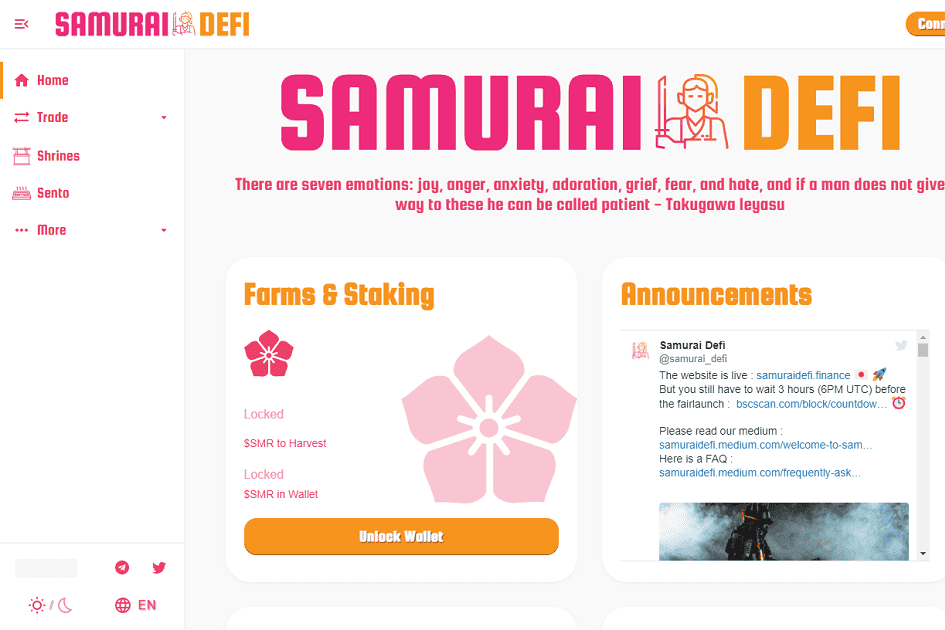 SAMURAI DEFI
Conn
Home
Trade
Shrines
Sento
More
SAMURAI DEFI
There are seven emotions: joy, anger, anxiety, adoration, grief, fear, and hate, and if a man does not give
way to these he can be called patient - Tokugawa Ieyasu
Farms & Staking
Locked
$SMR to Harvest
Locked
$SMR in Wallet
Unlock Wallet
Announcements
Samurai Defi
@samurai_defi
The website is live : samuraidefi.finance 🇯🇵 🚀
But you still have to wait 3 hours (6PM UTC) before
the fairlaunch : bscscan.com/block/countdow… ⏰
Please read our medium :
samuraidefi.medium.com/welcome-to-sam…
Here is a FAQ :
samuraidefi.medium.com/frequently-ask…
/
EN